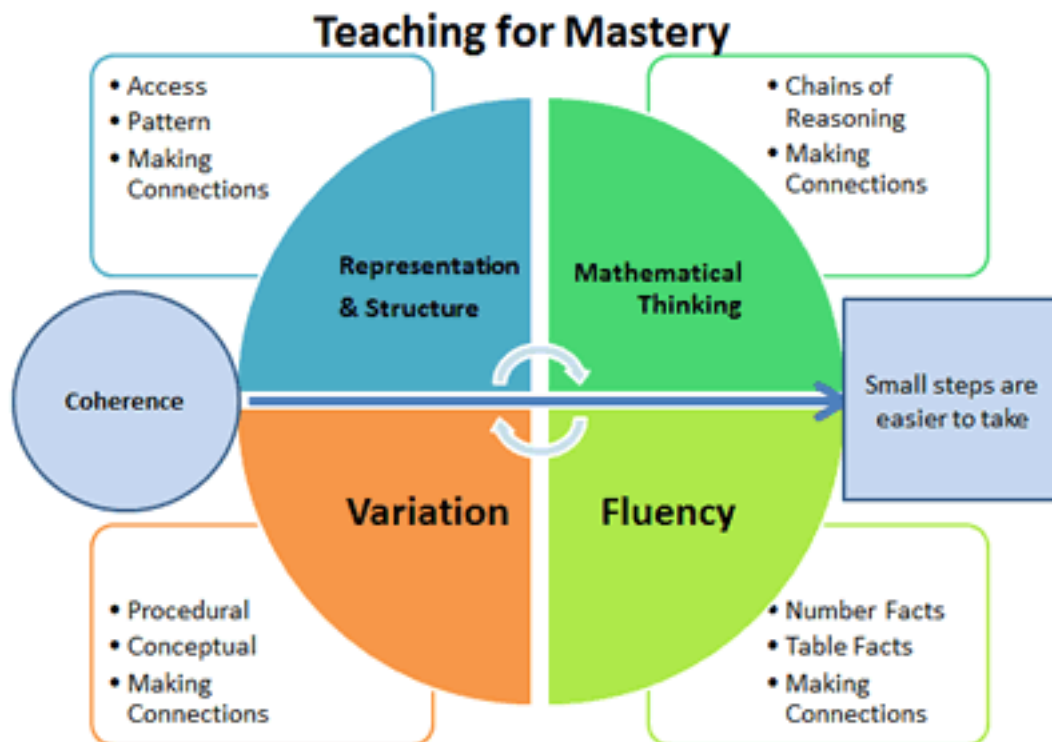 Teaching for Mastery
• Access
• Pattern
• Making
Connections
• Chains of
Reasoning
• Making
Connections
Representation
& Structure
Mathematical
Thinking
Coherence
Small steps are
easier to take
Variation
Fluency
• Procedural
• Conceptual
• Making
Connections
• Number Facts
• Table Facts
• Making
Connections